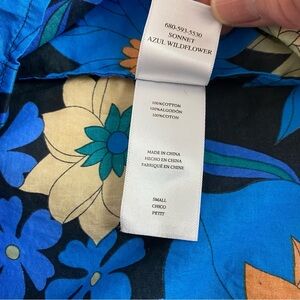 680-593-5530
SONNET
AZUL WILDFLOWER
100%COTTON
100%ALGODÓN
100%COTON
MADE IN CHINA
HECHO EN CHINA
FABRIQUÉ EN CHINE
SMALL
CHICO
PETIT